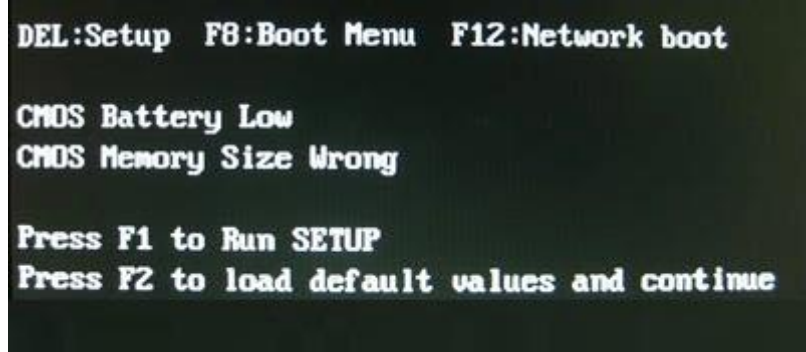 DEL:Setup F8:Boot Menu F12:Network boot
CMOS Battery Low
CMOS Memory Size Wrong
Press F1 to Run SETUP
Press F2 to load default values and continue